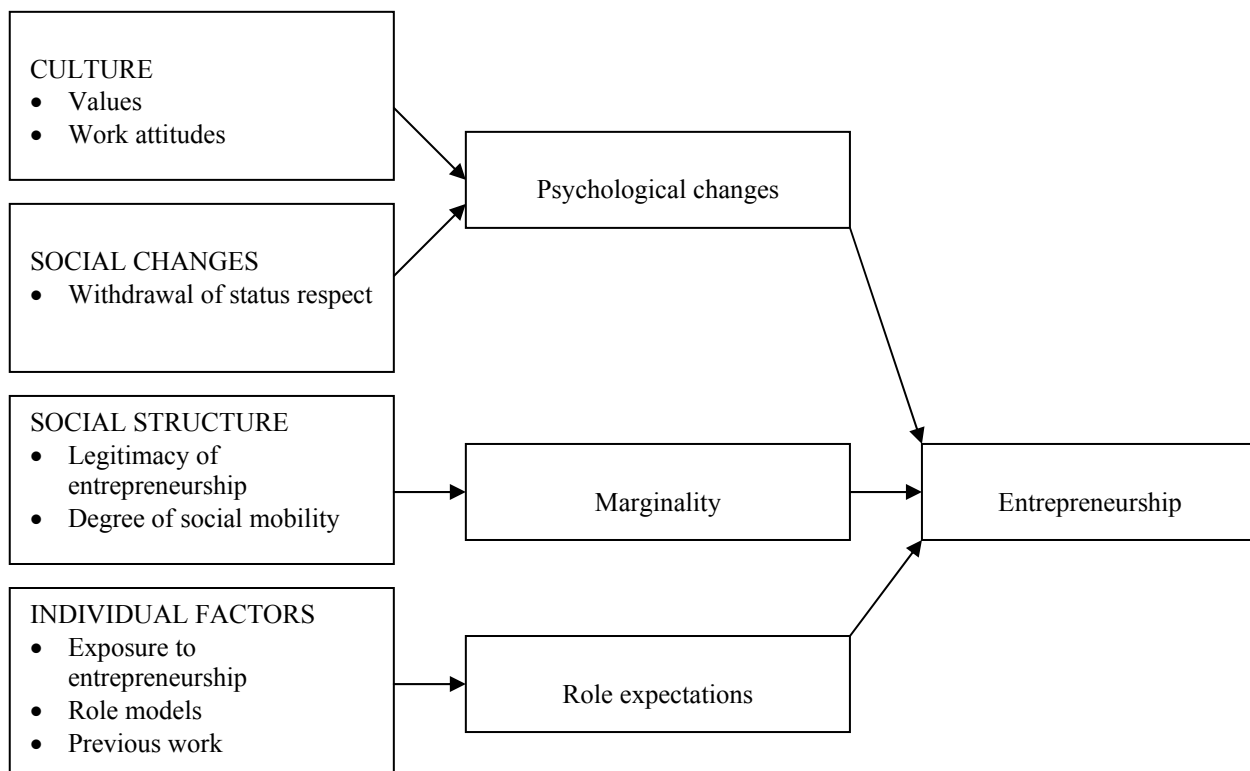 CULTURE
• Values
• Work attitudes
Psychological changes
SOCIAL CHANGES
• Withdrawal of status respect
SOCIAL STRUCTURE
• Legitimacy of
entrepreneurship
• Degree of social mobility
Marginality
Entrepreneurship
INDIVIDUAL FACTORS
• Exposure to
entrepreneurship
• Role models
• Previous work
Role expectations